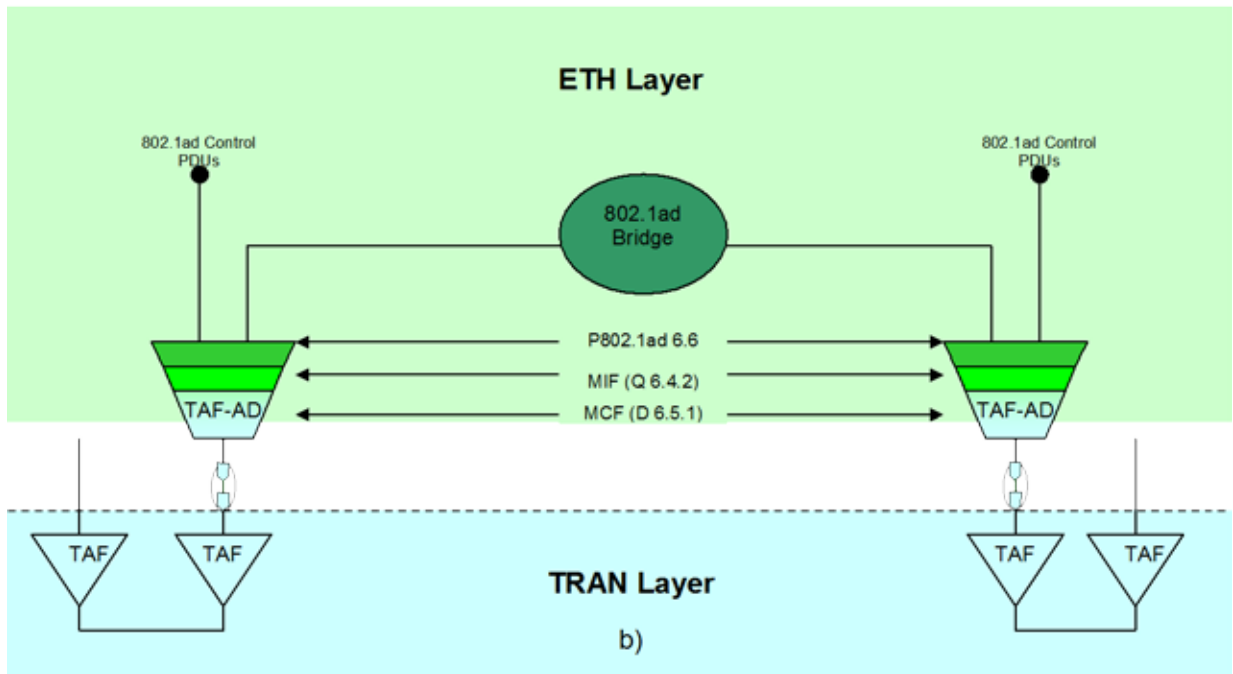 ETH Layer
802.1ad Control
PDUs
802.1ad Control
PDUs
802.1ad
Bridge
P802.1ad 6.6
MIF (Q 6.4.2)
TAF-AD
MCF (D 6.5.1)
TAF-AD
TAF
TAF
TAF
TAF
TRAN Layer
b)